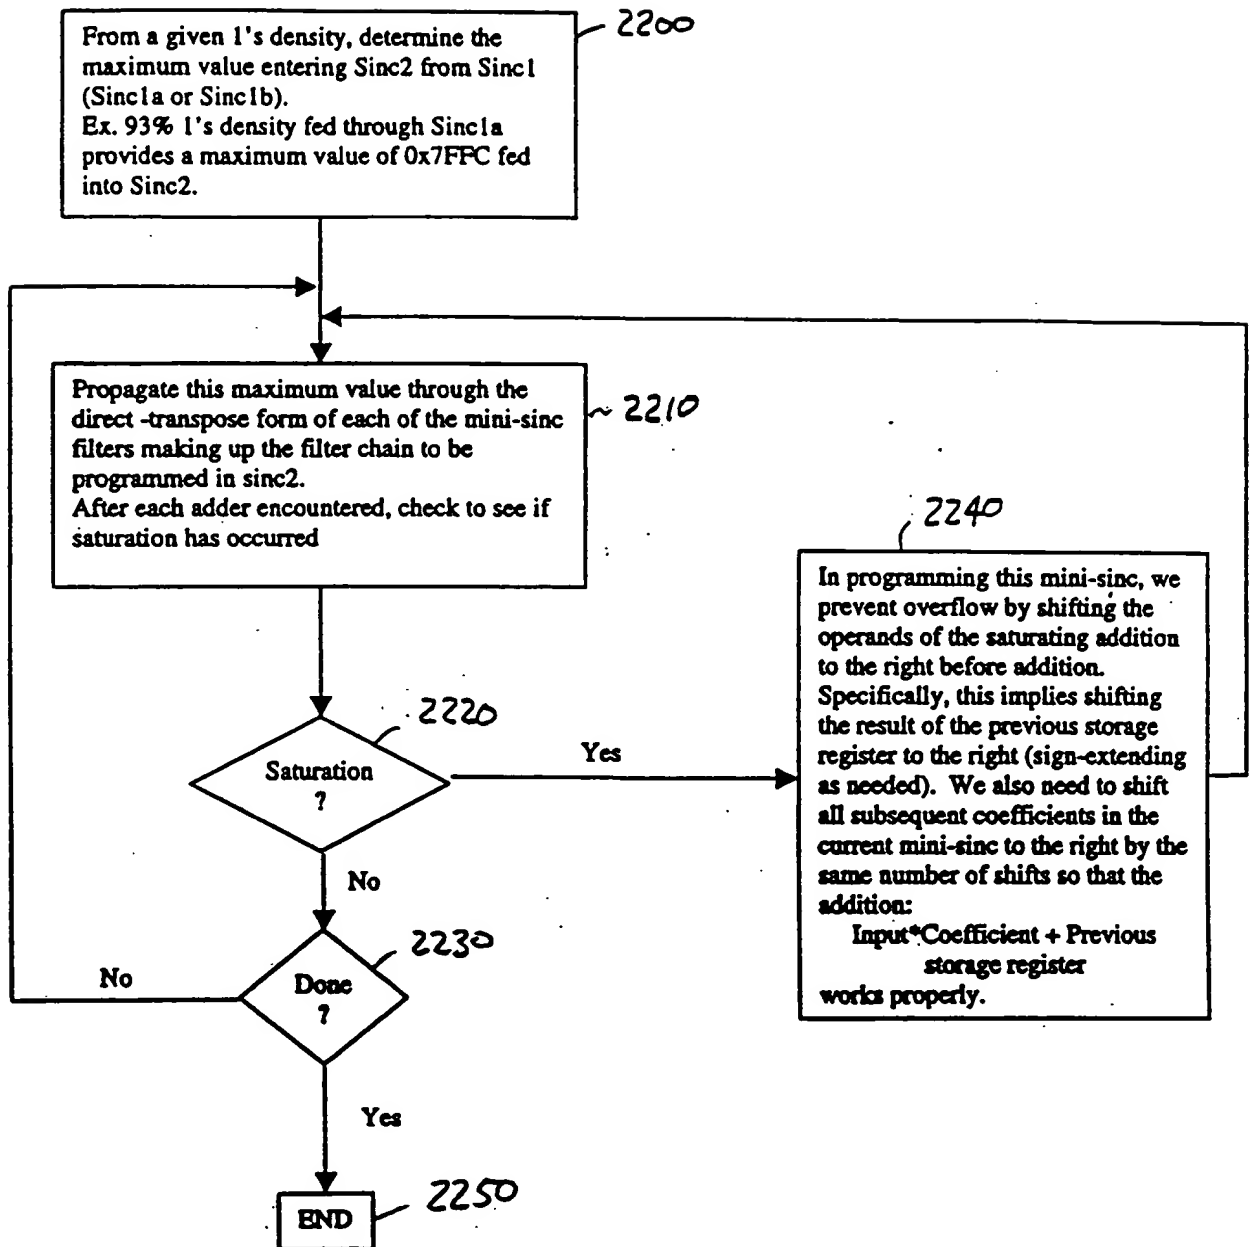 2200
From a given 1's density, determine the
maximum value entering Sinc2 from Sinc1
(Sinc1a or Sinc1b).
Ex. 93% 1's density fed through Sinc1a
provides a maximum value of 0x7FFC fed
into Sinc2.
Propagate this maximum value through the
direct -transpose form of each of the mini-sinc
filters making up the filter chain to be
programmed in sinc2.
After each adder encountered, check to see if
saturation has occurred
2210
2240
In programming this mini-sinc, we
prevent overflow by shifting the
operands of the saturating addition
to the right before addition.
Specifically, this implies shifting
the result of the previous storage
register to the right (sign-extending
as needed). We also need to shift
all subsequent coefficients in the
current mini-sinc to the right by the
same number of shifts so that the
addition:
Input*Coefficient + Previous
storage register
works properly.
2220
Saturation
?
Yes
No
2230
Done
?
No
Yes
2250
END